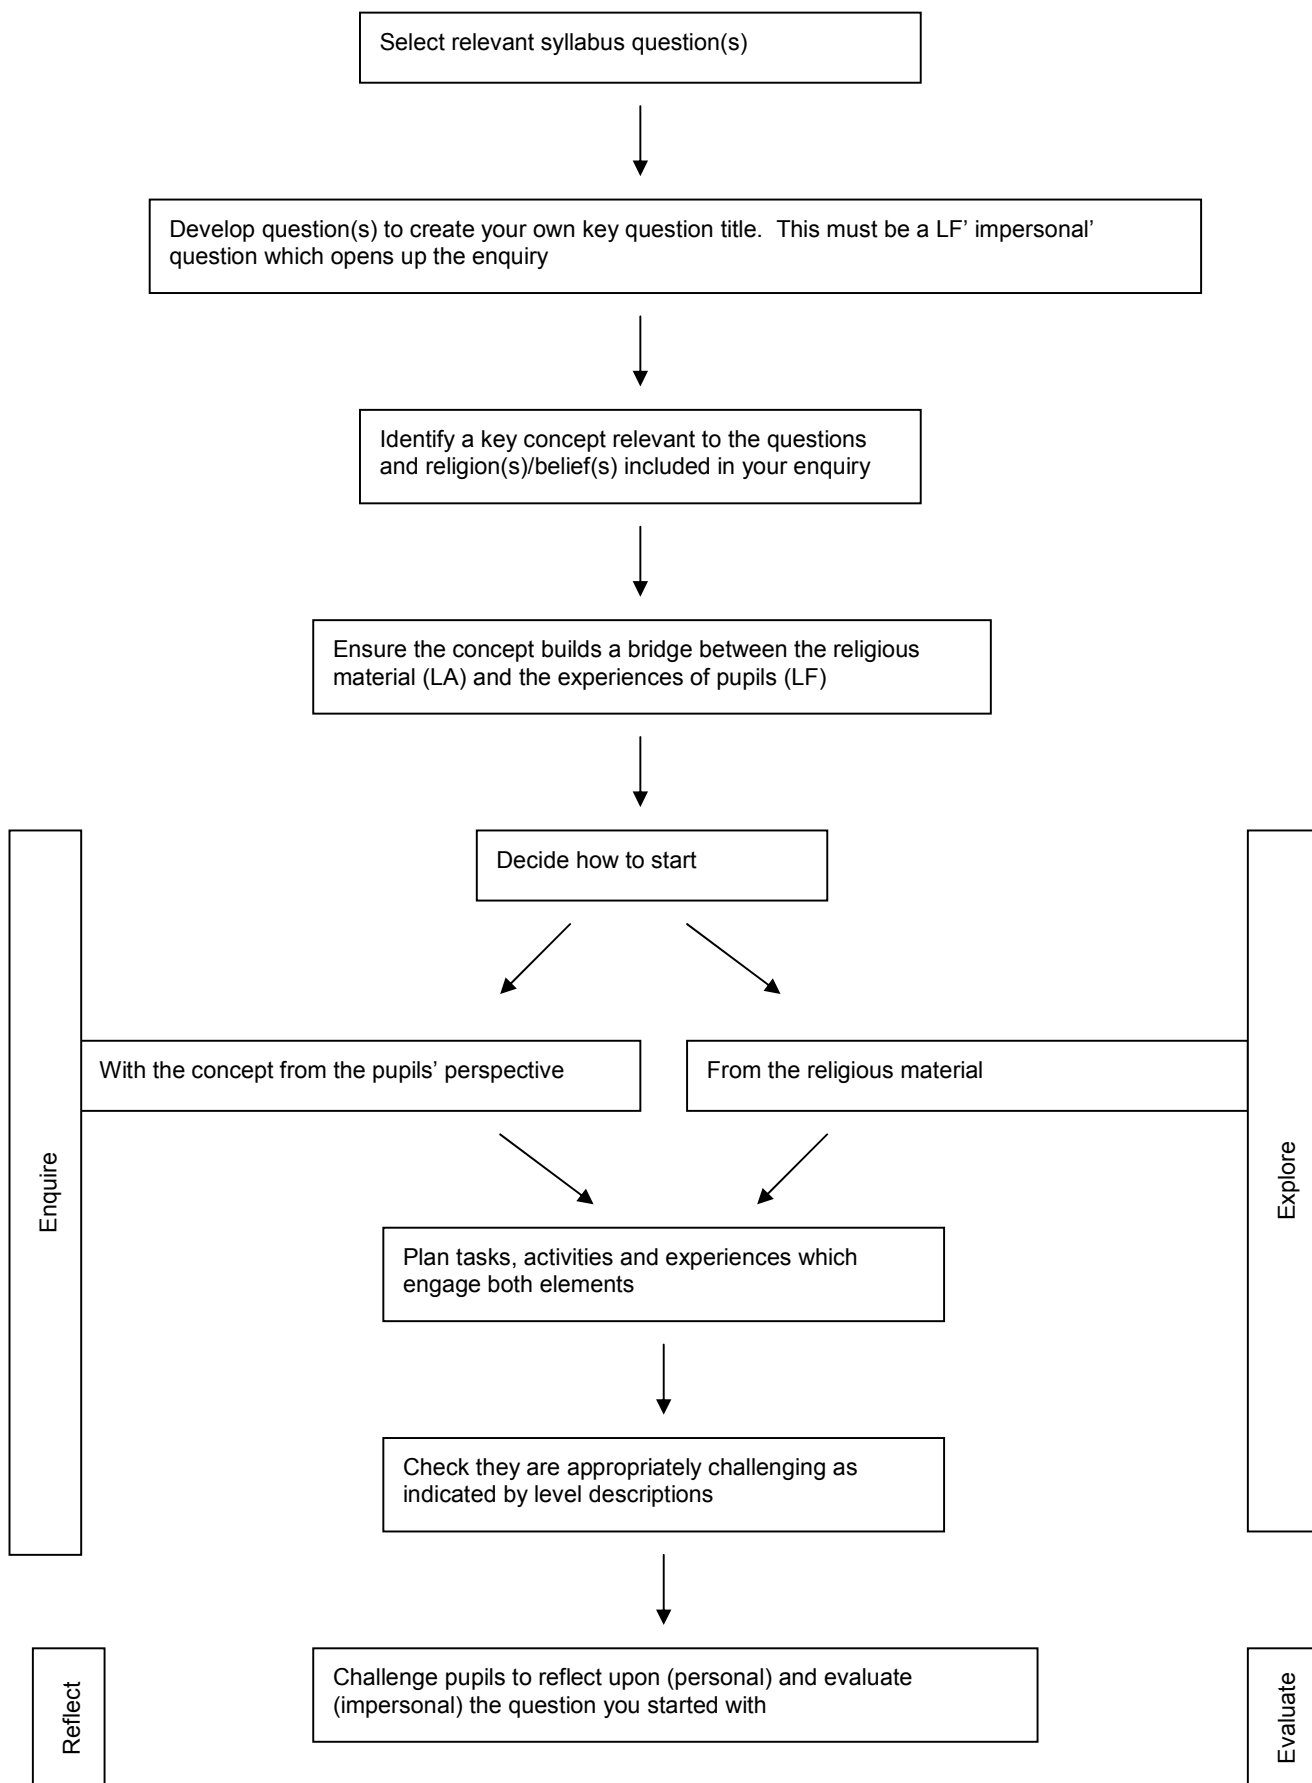 Select relevant syllabus question(s)
Develop question(s) to create your own key question title.  This must be a LF’ impersonal’
question which opens up the enquiry
Identify a key concept relevant to the questions
and religion(s)/belief(s) included in your enquiry
Ensure the concept builds a bridge between the religious
material (LA) and the experiences of pupils (LF)
Decide how to start
With the concept from the pupils’ perspective
From the religious material
Enquire
Explore
Plan tasks, activities and experiences which
engage both elements
Check they are appropriately challenging as
indicated by level descriptions
Reflect
Challenge pupils to reflect upon (personal) and evaluate
(impersonal) the question you started with
Evaluate